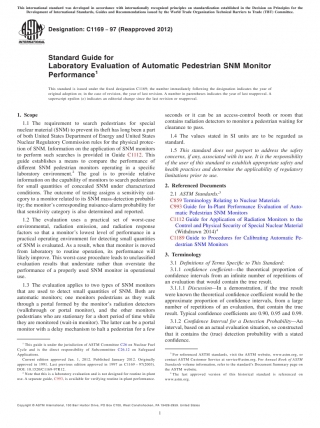 This international standard was developed in accordance with internationally recognized principles on standardization established in the Decision on Principles for the
Development of International Standards, Guides and Recommendations issued by the World Trade Organization Technical Barriers to Trade (TBT) Committee.
Designation: C1169 − 97 (Reapproved 2012)
Standard Guide for
Laboratory Evaluation of Automatic Pedestrian SNM Monitor
Performance1
This standard is issued under the fixed designation C1169; the number immediately following the designation indicates the year of
original adoption or, in the case of revision, the year of last revision. A number in parentheses indicates the year of last reapproval. A
superscript epsilon (ε) indicates an editorial change since the last revision or reapproval.
1. Scope
1.1 The requirement to search pedestrians for special
nuclear material (SNM) to prevent its theft has long been a part
of both United States Department of Energy and United States
Nuclear Regulatory Commission rules for the physical protec-
tion of SNM. Information on the application of SNM monitors
to perform such searches is provided in Guide C1112. This
guide establishes a means to compare the performance of
different SNM pedestrian monitors operating in a specific
laboratory environment.2 The goal is to provide relative
information on the capability of monitors to search pedestrians
for small quantities of concealed SNM under characterized
conditions. The outcome of testing assigns a sensitivity cat-
egory to a monitor related to its SNM mass-detection probabil-
ity; the monitor's corresponding nuisance-alarm probability for
that sensitivity category is also determined and reported.
1.2 The evaluation uses a practical set of worst-case
environmental, radiation emission, and radiation response
factors so that a monitor's lowest level of performance in a
practical operating environment for detecting small quantities
of SNM is evaluated. As a result, when that monitor is moved
from laboratory to routine operation, its performance will
likely improve. This worst-case procedure leads to unclassified
evaluation results that understate rather than overstate the
performance of a properly used SNM monitor in operational
use.
1.3 The evaluation applies to two types of SNM monitors
that are used to detect small quantities of SNM. Both are
automatic monitors; one monitors pedestrians as they walk
through a portal formed by the monitor's radiation detectors
(walkthrough or portal monitor), and the other monitors
pedestrians who are stationary for a short period of time while
they are monitored (wait-in monitor). The latter can be a portal
monitor with a delay mechanism to halt a pedestrian for a few
1 This guide is under the jurisdiction of ASTM Committee C26 on Nuclear Fuel
Cycle and is the direct responsibility of Subcommittee C26.12 on Safeguard
Applications.
Current edition approved Jan. 1, 2012. Published January 2012. Originally
approved in 1991. Last previous edition approved in 2003 as
DOI: 10.1520/C1169-97R12.
2 Note that this is a laboratory evaluation and is not designed for routine in-plant
use. A separate guide, C993, is available for verifying routine in-plant performance.
seconds or it can be an access-control booth or room that
contains radiation detectors to monitor a pedestrian waiting for
clearance to pass.
1.4 The values stated in SI units are to be regarded as
standard.
1.5 This standard does not purport to address the safety
concerns, if any, associated with its use. It is the responsibility
of the user of this standard to establish appropriate safety and
health practices and determine the applicability of regulatory
limitations prior to use.
2. Referenced Documents
2.1 ASTM Standards:3
C859 Terminology Relating to Nuclear Materials
C993 Guide for In-Plant Performance Evaluation of Auto-
matic Pedestrian SNM Monitors
C1112 Guide for Application of Radiation Monitors to the
Control and Physical Security of Special Nuclear Material
(Withdrawn 2014)4
C1189 Guide to Procedures for Calibrating Automatic Pe-
destrian SNM Monitors
3. Terminology
3.1 Definitions of Terms Specific to This Standard:
3.1.1 confidence coefficient—the theoretical proportion of
confidence intervals from an infinite number of repetitions of
an evaluation that would contain the true result.
3.1.1.1 Discussion—In a demonstration, if the true result
were known the theoretical confidence coefficient would be the
approximate proportion of confidence intervals, from a large
number of repetitions of an evaluation, that contain the true
result. Typical confidence coefficients are 0.90, 0.95 and 0.99.
3.1.2 Confidence Interval for a Detection Probability—An
interval, based on an actual evaluation situation, so constructed
that it contains the (true) detection probability with a stated
confidence.
3 For referenced ASTM standards, visit the ASTM website, www.astm.org, or
contact ASTM Customer Service at service@astm.org. For Annual Book of ASTM
Standards volume information, refer to the standard's Document Summary page on
the ASTM website.
4 The last approved version of this historical standard is referenced on
www.astm.org.
Copyright © ASTM International, 100 Barr Harbor Drive, PO Box C700, West Conshohocken, PA 19428-2959. United States
1